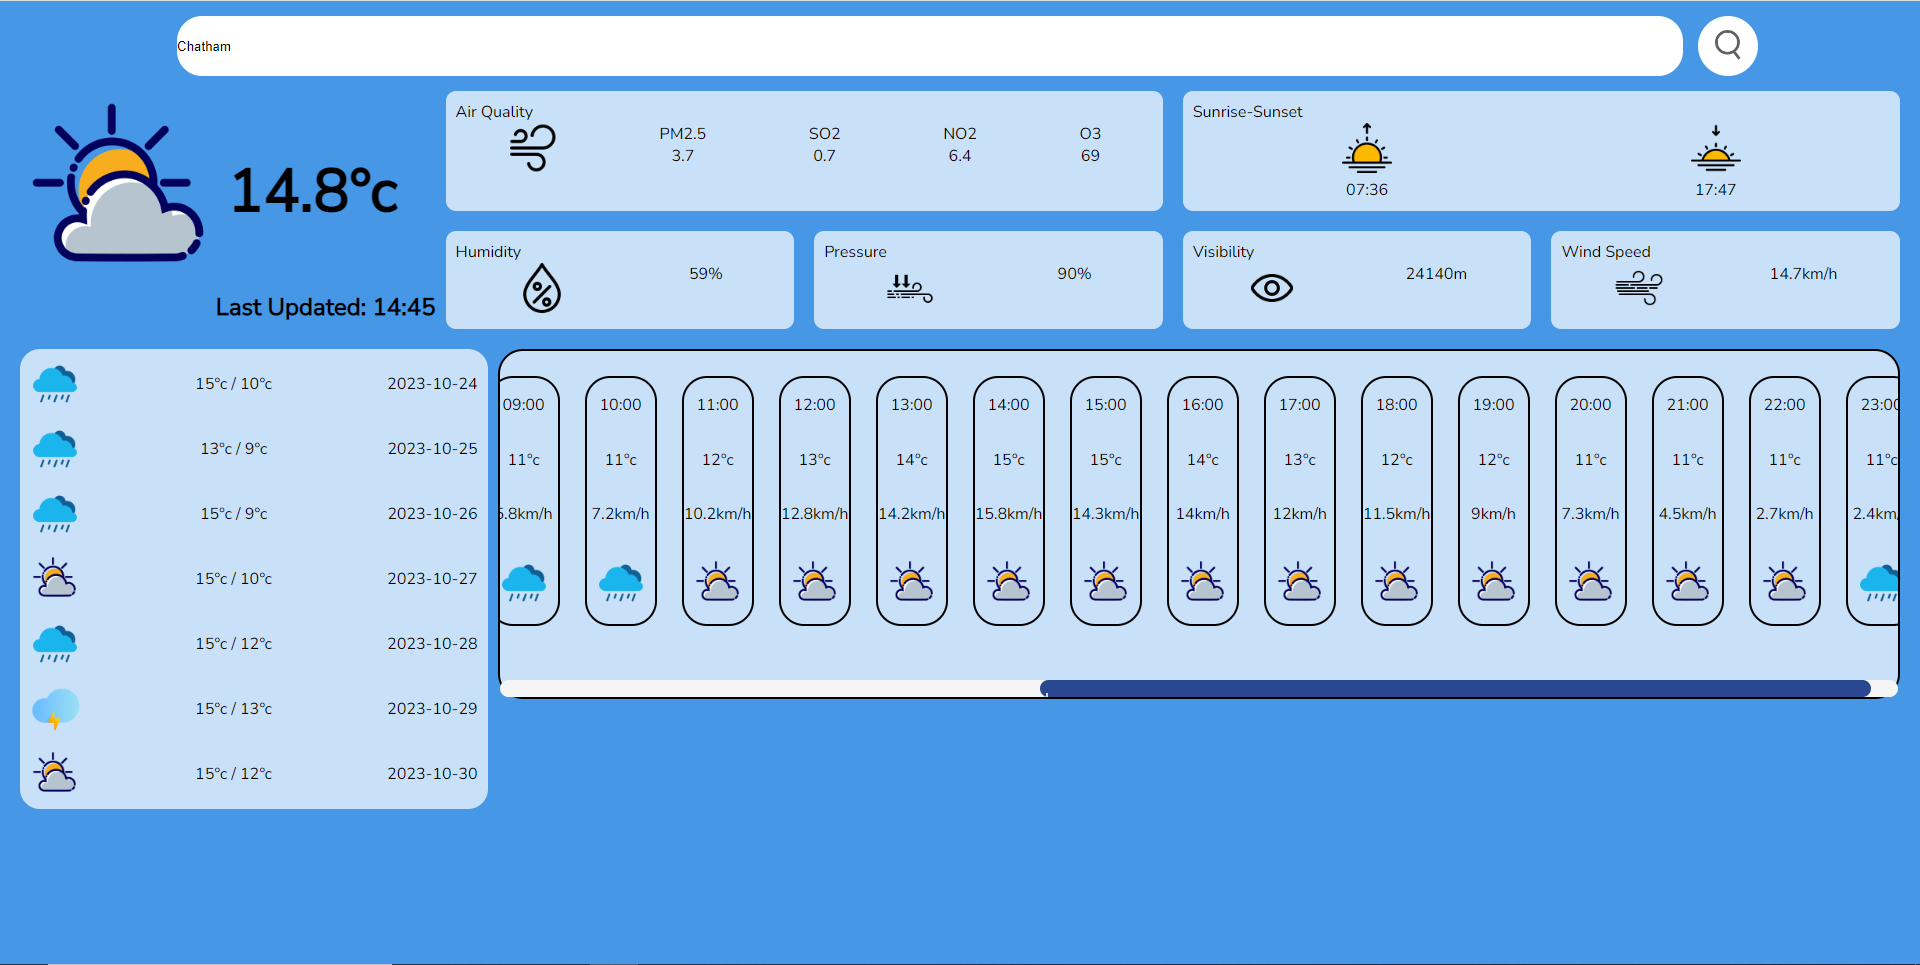 Chatham
14.8°c
Last Updated: 14:45
Air Quality
PM2.5 SO2 NO2 O3
3.7 0.7 6.4 69
Sunrise-Sunset
07:36 17:47
Humidity
59%
Pressure
90%
Visibility
24140m
Wind Speed
14.7km/h
15°c / 10°c 2023-10-24
13°c / 9°c 2023-10-25
15°c / 9°c 2023-10-26
15°c / 10°c 2023-10-27
15°c / 12°c 2023-10-28
15°c / 13°c 2023-10-29
15°c / 12°c 2023-10-30
09:00 10:00 11:00 12:00 13:00 14:00 15:00 16:00 17:00 18:00 19:00 20:00 21:00 22:00 23:00
11°c 11°c 12°c 13°c 14°c 15°c 15°c 14°c 13°c 12°c 12°c 11°c 11°c 11°c 11°c
5.8km/h 7.2km/h 10.2km/h 12.8km/h 14.2km/h 15.8km/h 14.3km/h 14km/h 12km/h 11.5km/h 9km/h 7.3km/h 4.5km/h 2.7km/h 2.4km/